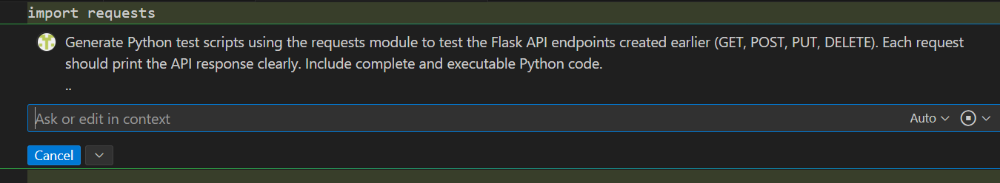 import requests
Generate Python test scripts using the requests module to test the Flask API endpoints created earlier (GET, POST, PUT, DELETE). Each request
should print the API response clearly. Include complete and executable Python code.
..
Ask or edit in context
Auto
Cancel